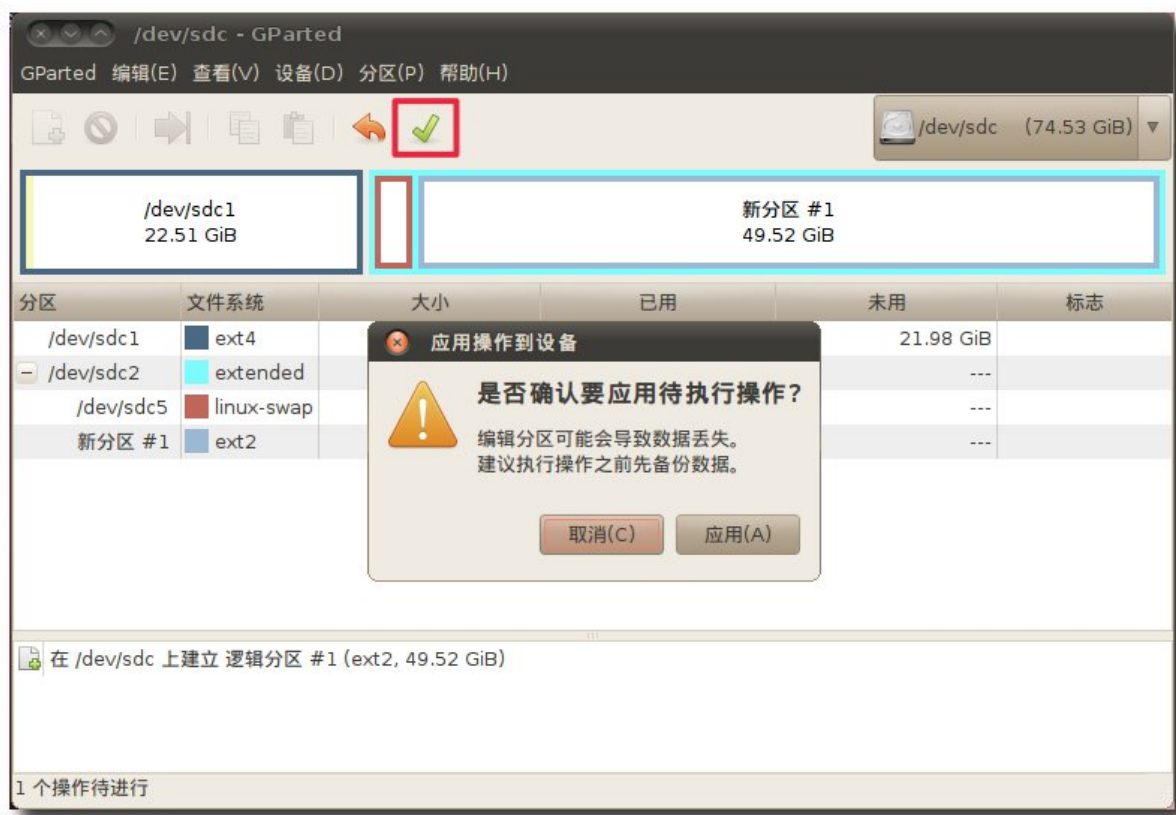 /dev/sdc - GParted
GParted 编辑(E) 查看(V) 设备(D) 分区(P) 帮助(H)
/dev/sdc (74.53 GiB)
/dev/sdc1
22.51 GiB
新分区 #1
49.52 GiB
分区 文件系统 大小 已用 未用 标志
/dev/sdc1 ext4 21.98 GiB
/dev/sdc2 extended ---
/dev/sdc5 linux-swap ---
新分区 #1 ext2 ---
应用操作到设备
是否确认要应用待执行操作?
编辑分区可能会导致数据丢失。
建议执行操作之前先备份数据。
取消(C) 应用(A)
在 /dev/sdc 上建立 逻辑分区 #1 (ext2, 49.52 GiB)
1 个操作待进行